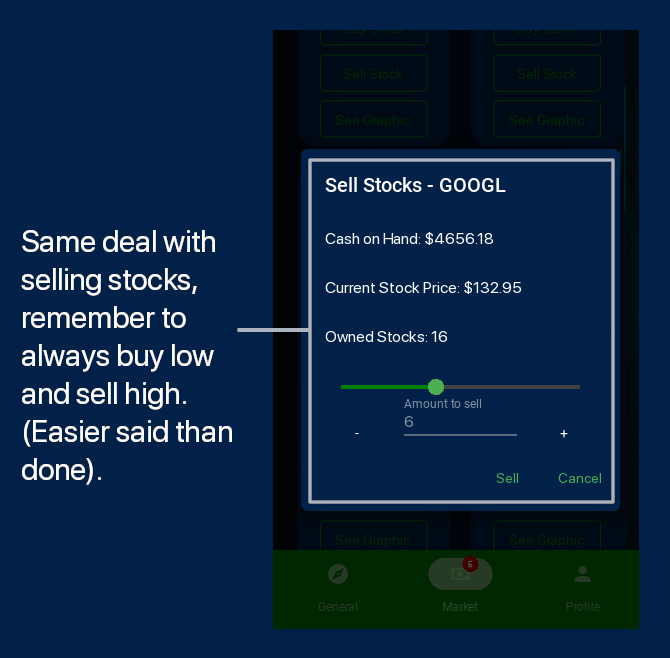 Buy Stock Buy Stock
Sell Stock Sell Stock
See Graphic See Graphic
Same deal with
selling stocks,
remember to
always buy low
and sell high.
(Easier said than
done).
Sell Stocks - GOOGL
Cash on Hand: $4656.18
Current Stock Price: $132.95
Owned Stocks: 16
Amount to sell
- 6 +
Sell Cancel
See Graphic See Graphic
General Market Profile